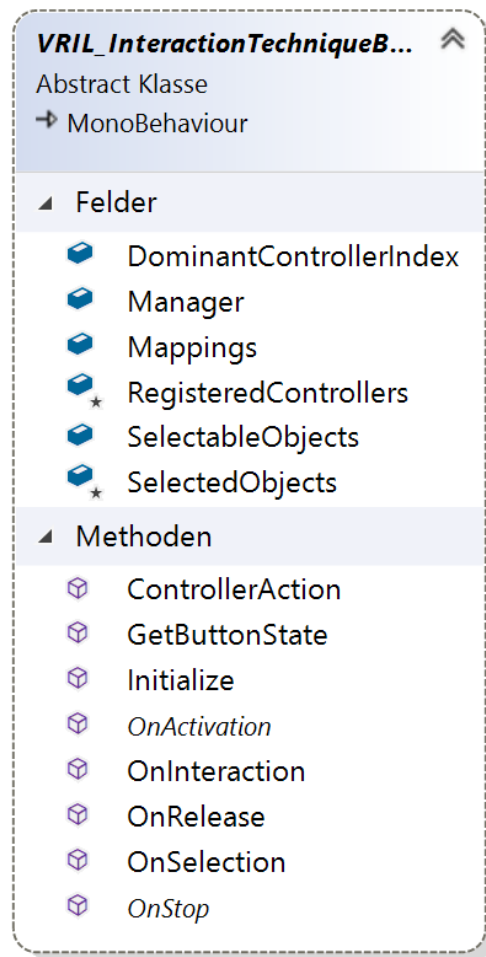 VRIL_InteractionTechniqueB...
Abstract Klasse
MonoBehaviour
Felder
DominantControllerIndex
Manager
Mappings
RegisteredControllers
SelectableObjects
SelectedObjects
Methoden
ControllerAction
GetButtonState
Initialize
OnActivation
OnInteraction
OnRelease
OnSelection
OnStop